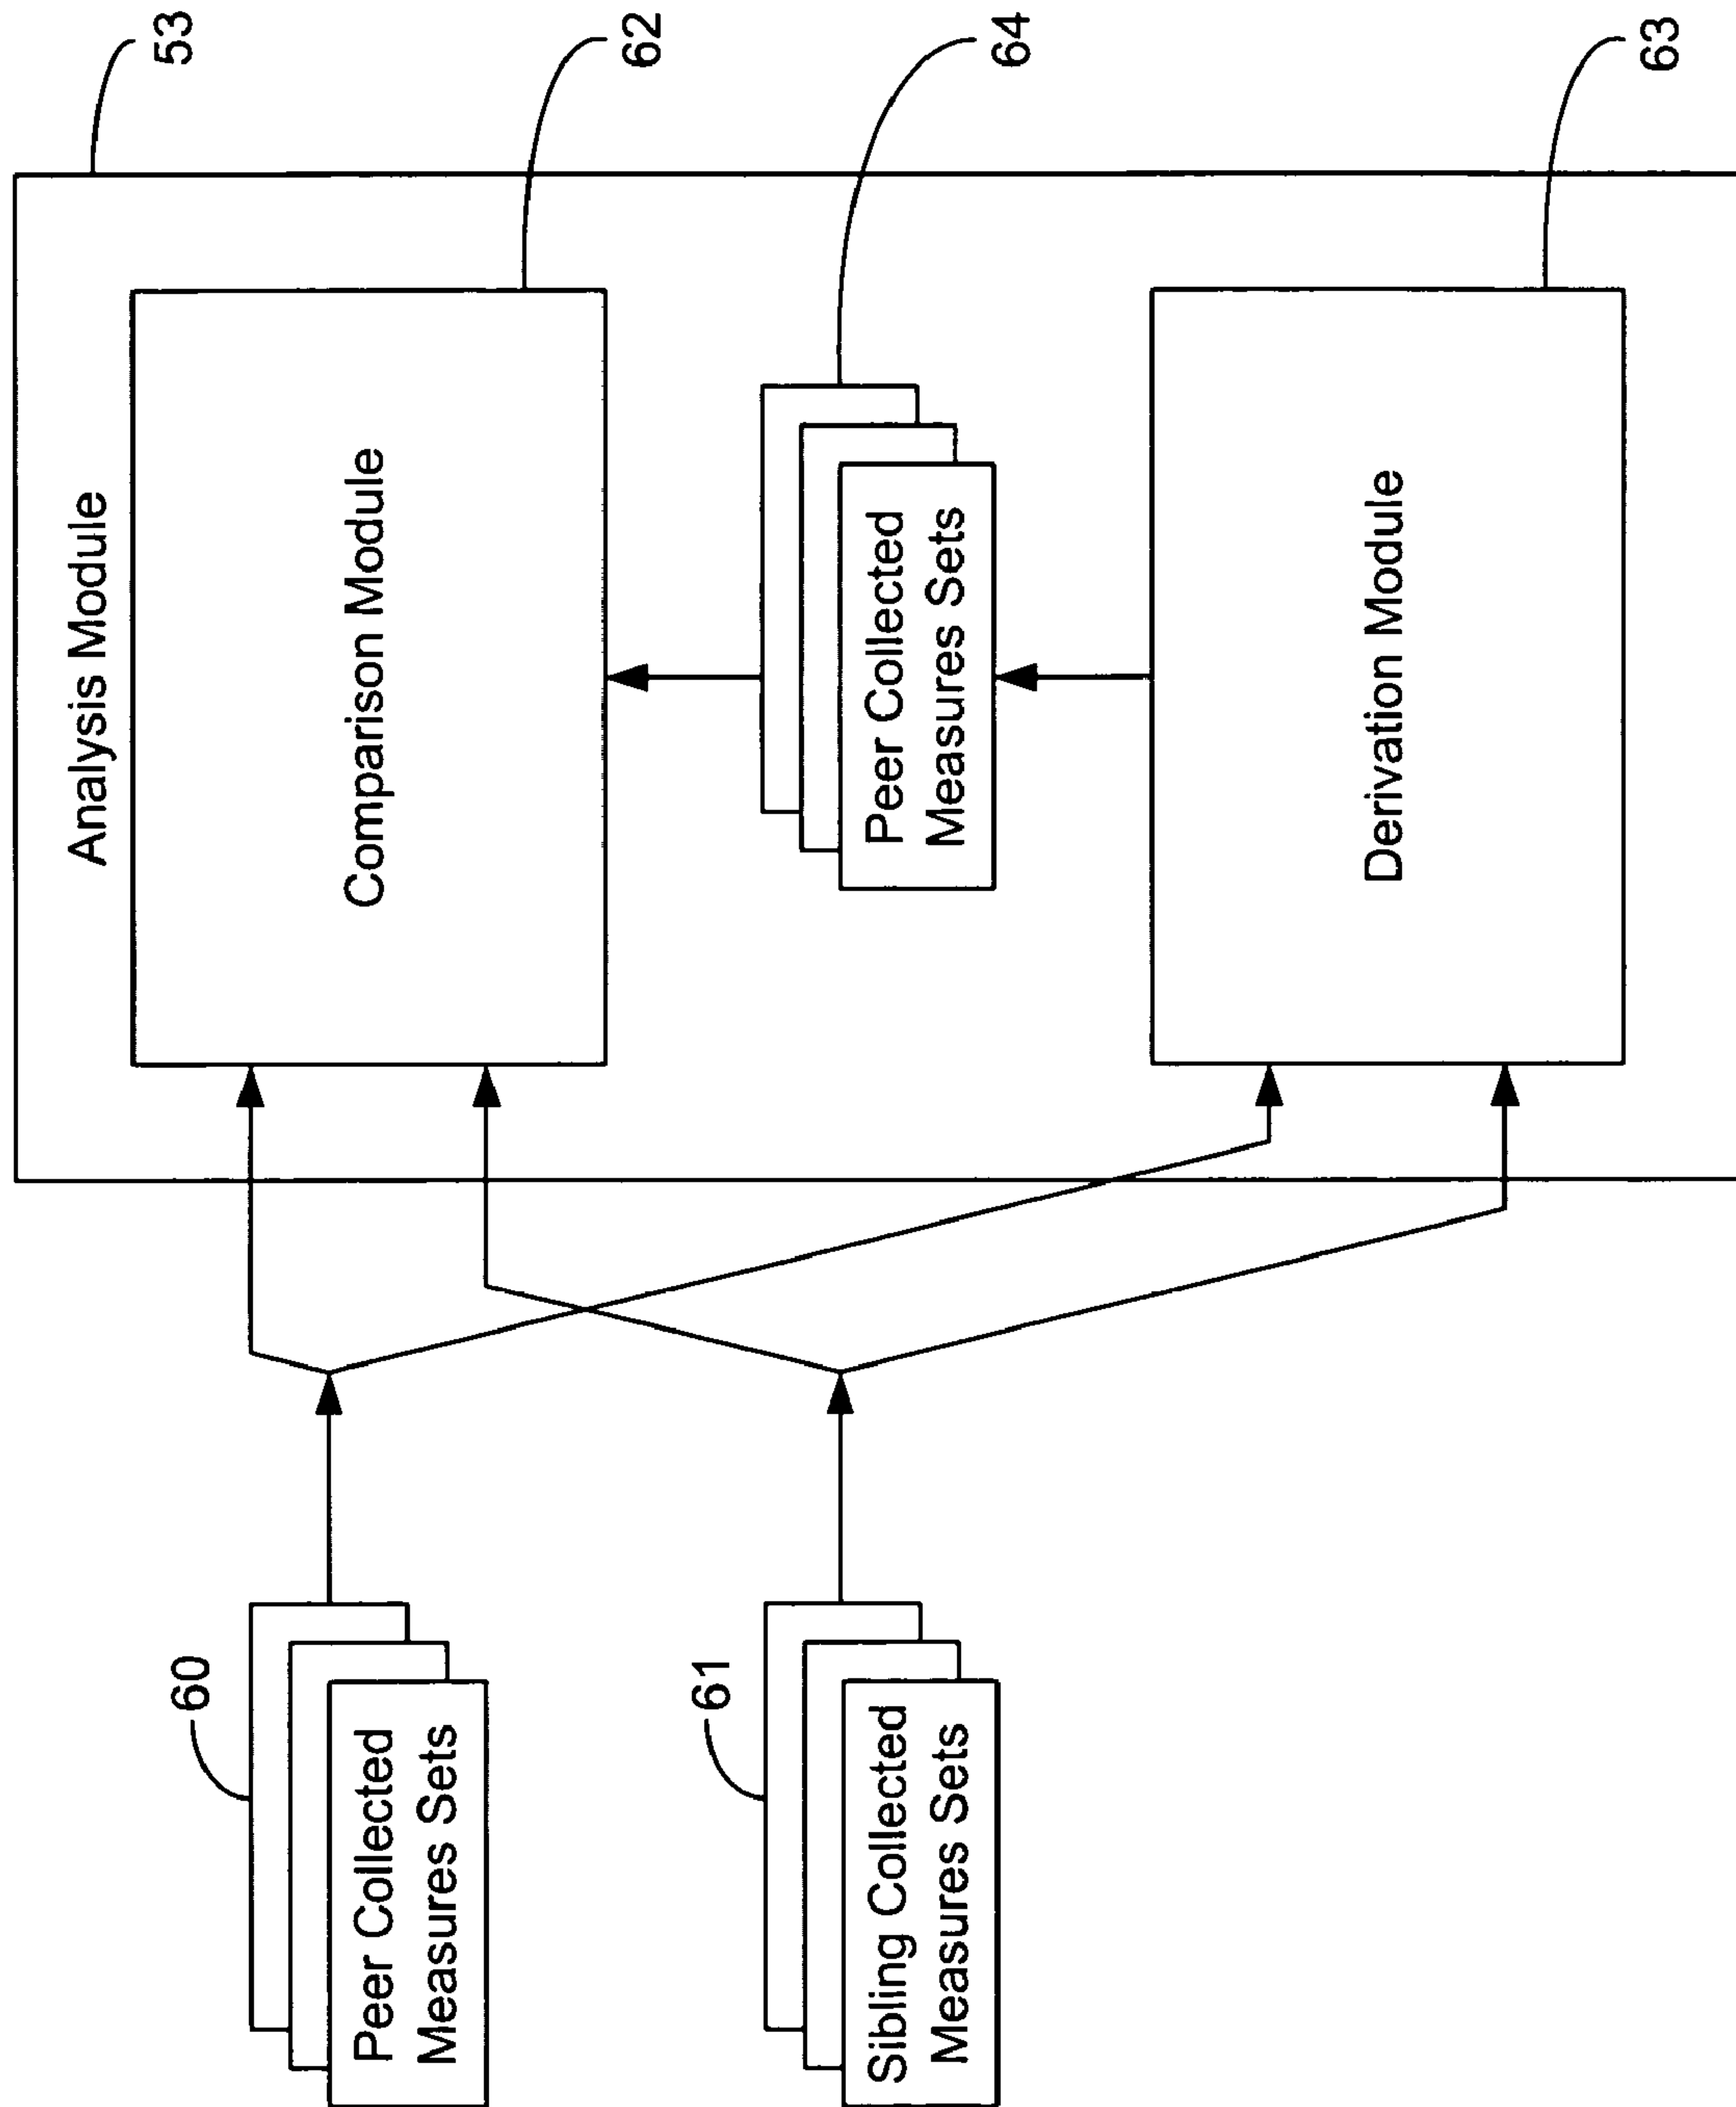 53
Analysis Module
60
Peer Collected
Measures Sets
Comparison Module
62
61
Sibling Collected
Measures Sets
Peer Collected
Measures Sets
64
Derivation Module
63